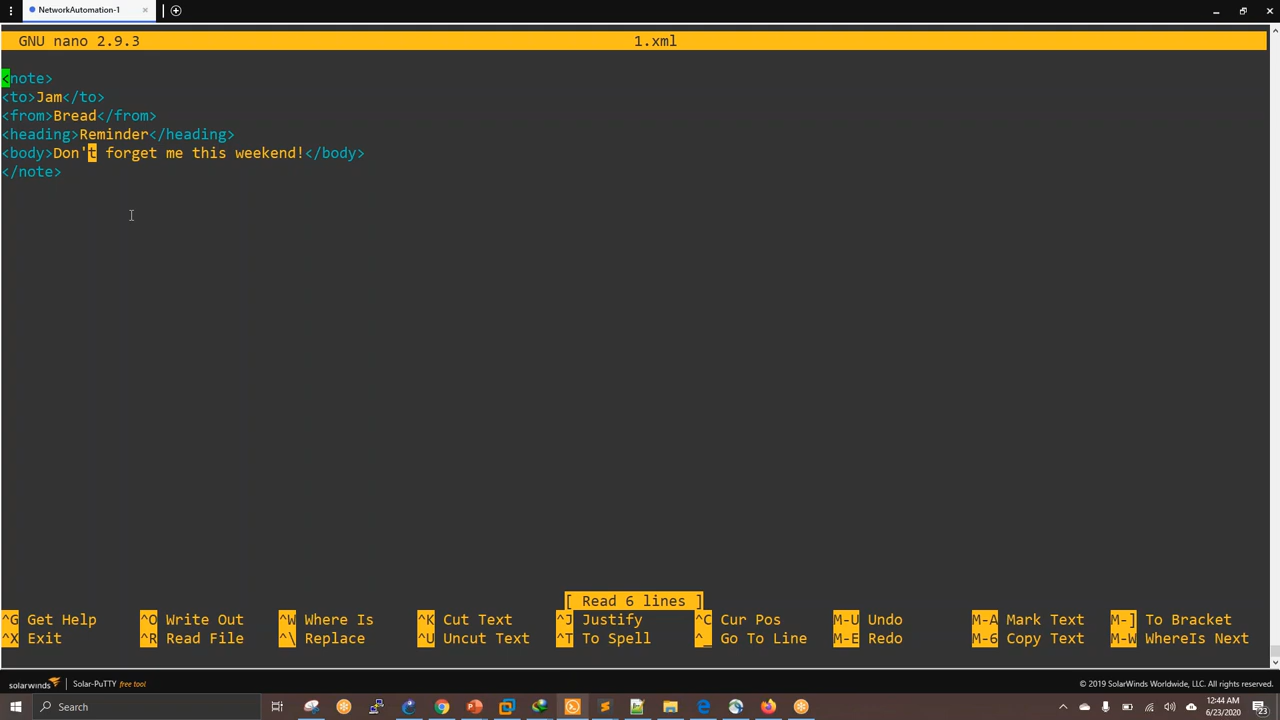 NetworkAutomation-1
GNU nano 2.9.3 1.xml
<note>
<to>Jam</to>
<from>Bread</from>
<heading>Reminder</heading>
<body>Don't forget me this weekend!</body>
</note>
[ Read 6 lines ]
^G Get Help ^O Write Out ^W Where Is ^K Cut Text ^J Justify ^C Cur Pos M-U Undo M-A Mark Text M-] To Bracket
^X Exit ^R Read File ^\ Replace ^U Uncut Text ^T To Spell ^_ Go To Line M-E Redo M-6 Copy Text M-W WhereIs Next
solarwinds Solar-PuTTY free tool © 2019 SolarWinds Worldwide, LLC. All rights reserved.
Search 12:44 AM
6/23/2020 23